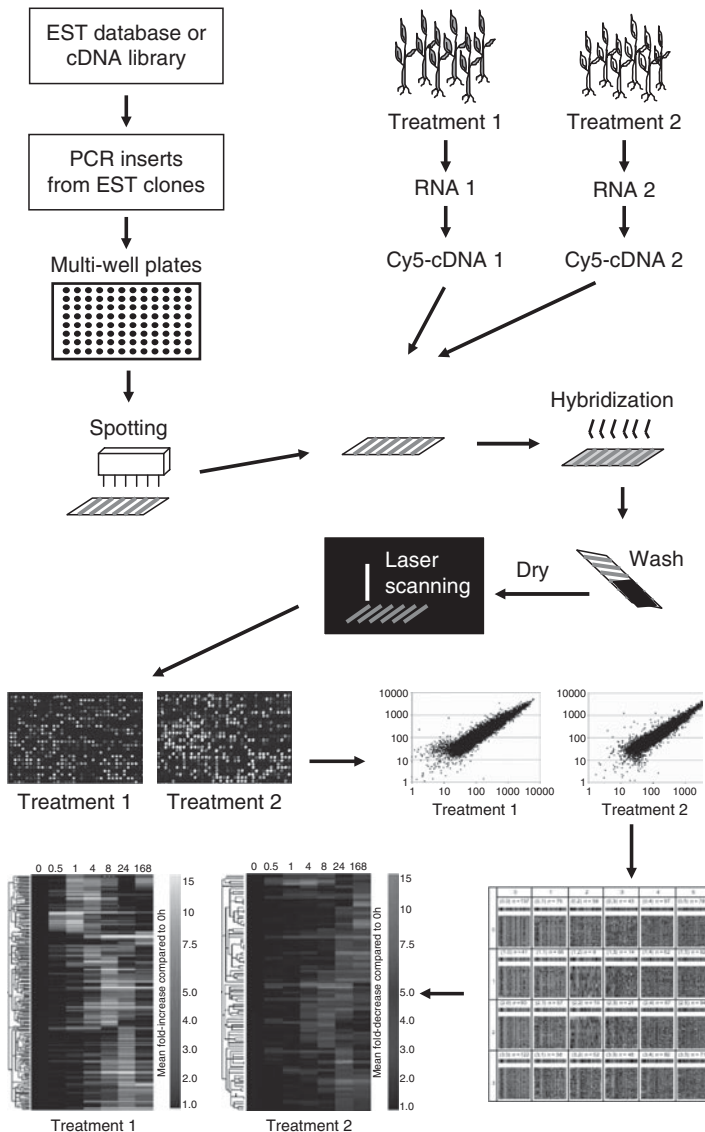 EST database or
cDNA library
PCR inserts
from EST clones
Multi-well plates
Spotting
Treatment 1
Treatment 2
RNA 1
RNA 2
Cy5-cDNA 1
Cy5-cDNA 2
Hybridization
Wash
Dry
Laser
scanning
Treatment 1
Treatment 2
10000
1000
100
10
1
1 10 100 1000 10000
Treatment 1
10000
1000
100
10
1
1 10 100 1000
Treatment 2
0 0.5 1 4 8 24 168
15
10
7.5
5.0
4.0
3.0
2.0
1.0
Mean fold-increase compared to 0h
Treatment 1
0 0.5 1 4 8 24 168
15
10
7.5
5.0
4.0
3.0
2.0
1.0
Mean fold-decrease compared to 0h
Treatment 2